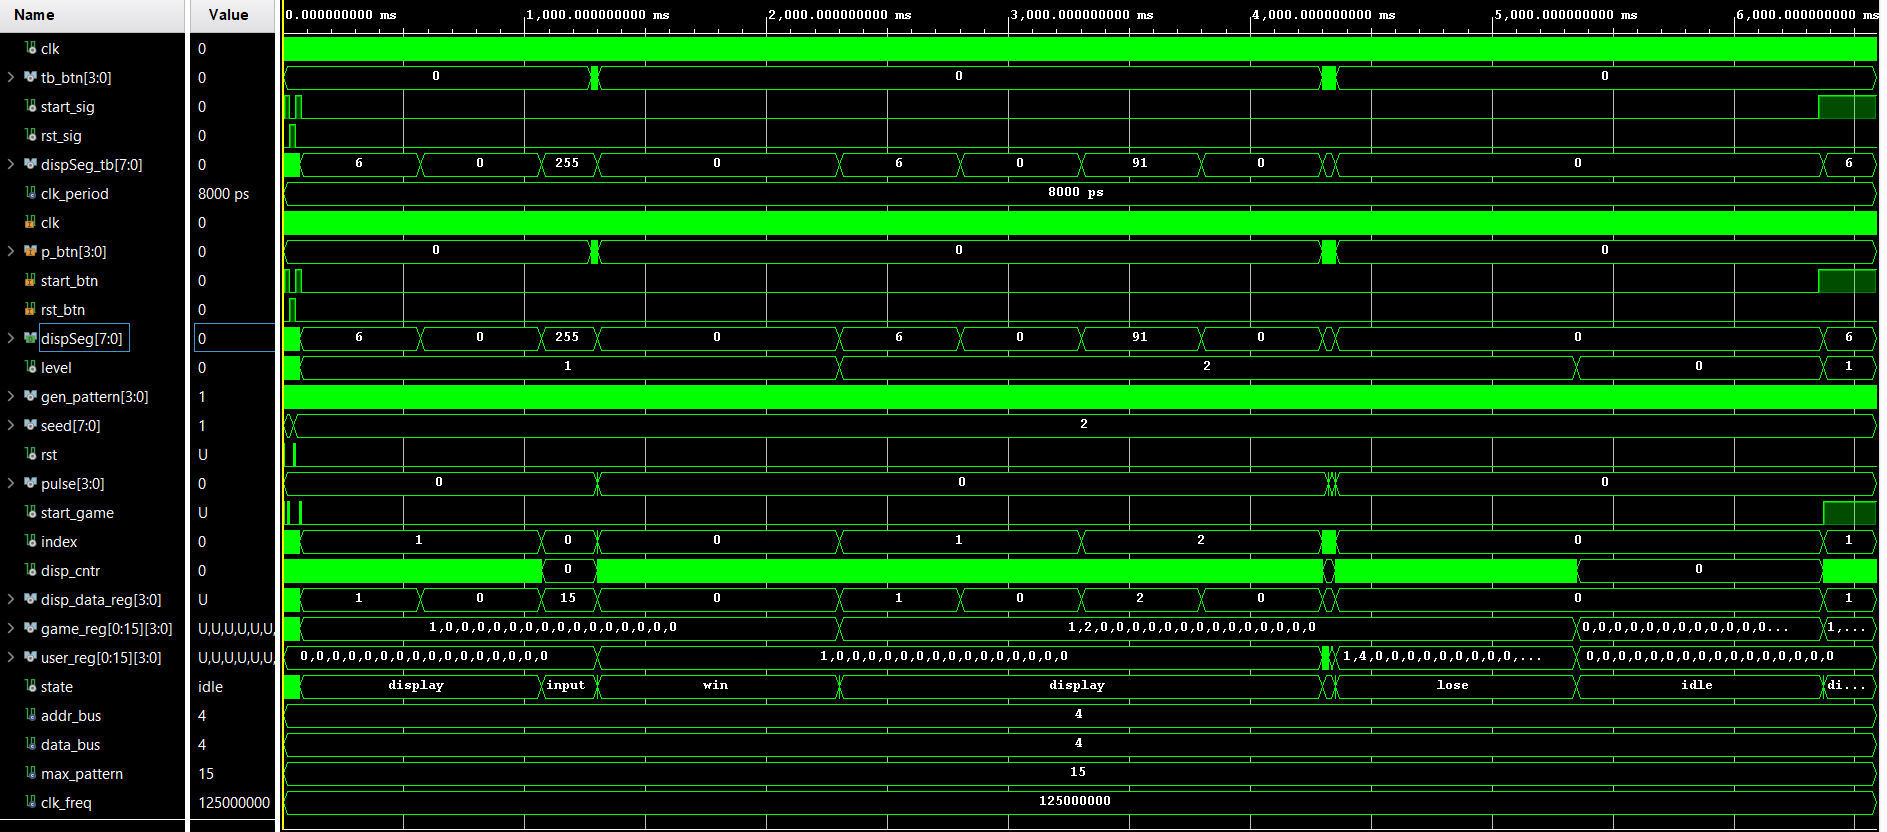 Name Value 0.000000000 ms 1,000.000000000 ms 2,000.000000000 ms 3,000.000000000 ms 4,000.000000000 ms 5,000.000000000 ms 6,000.000000000 ms
clk 0
tb_btn[3:0] 0 0 0 0
start_sig 0
rst_sig 0
dispSeg_tb[7:0] 0 6 0 255 0 6 0 91 0 0 6
clk_period 8000 ps 8000 ps
clk 0
p_btn[3:0] 0 0 0 0
start_btn 0
rst_btn 0
dispSeg[7:0] 0 6 0 255 0 6 0 91 0 0 6
level 0 1 2 0 1
gen_pattern[3:0] 1
seed[7:0] 1 2
rst U
pulse[3:0] 0 0 0 0
start_game U
index 0 1 0 0 1 2 0 1
disp_cntr 0 0 0
disp_data_reg[3:0] U 1 0 15 0 1 0 2 0 0 1
game_reg[0:15][3:0] U,U,U,U,U,U, 1,0,0,0,0,0,0,0,0,0,0,0,0,0,0,0 1,2,0,0,0,0,0,0,0,0,0,0,0,0,0,0 0,0,0,0,0,0,0,0,0,0,0,0... 1,...
user_reg[0:15][3:0] U,U,U,U,U,U, 0,0,0,0,0,0,0,0,0,0,0,0,0,0,0,0 1,0,0,0,0,0,0,0,0,0,0,0,0,0,0,0 1,4,0,0,0,0,0,0,0,0,0,... 0,0,0,0,0,0,0,0,0,0,0,0,0,0,0,0
state idle display input win display lose idle di...
addr_bus 4 4
data_bus 4 4
max_pattern 15 15
clk_freq 125000000 125000000